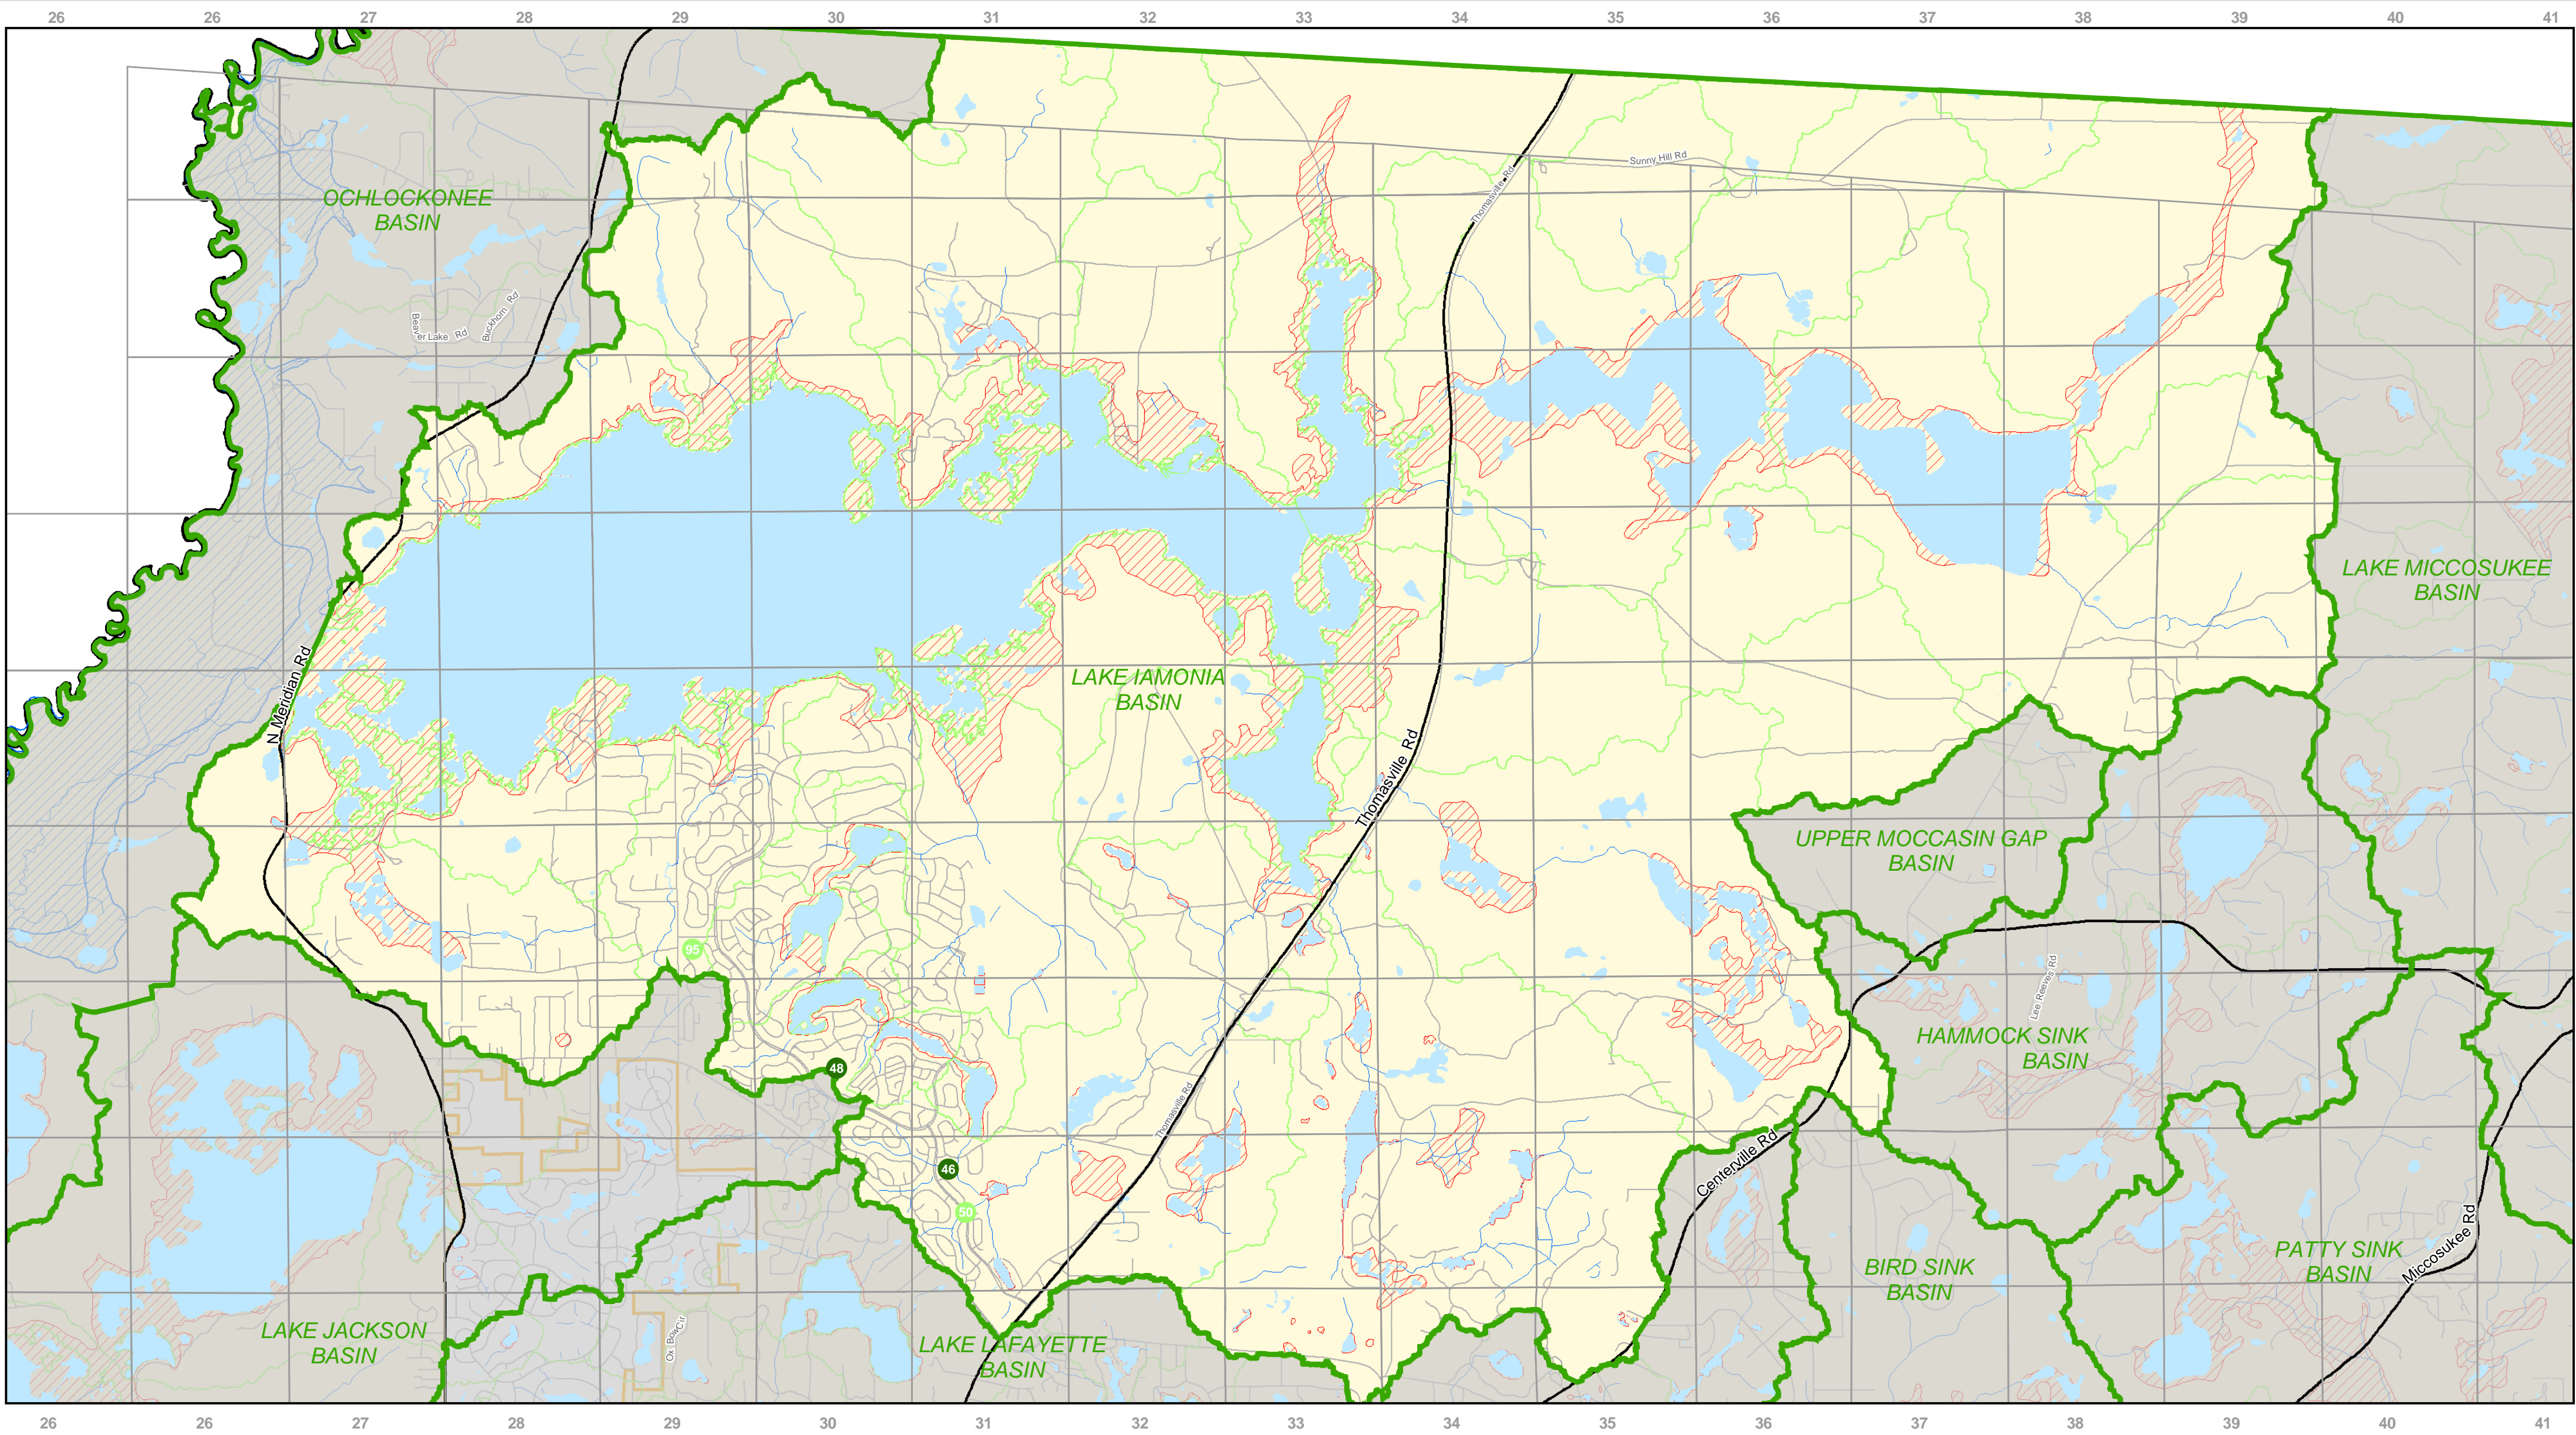 26 26 27 28 29 30 31 32 33 34 35 36 37 38 39 40 41
Sunny Hill Rd
Thomasville Rd
OCHLOCKONEE
BASIN
Beaver Lake Rd
Buckhorn Rd
LAKE MICCOSUKEE
BASIN
N Meridian Rd
LAKE IAMONIA
BASIN
Thomasville Rd
UPPER MOCCASIN GAP
BASIN
95
Lee Reeves Rd
HAMMOCK SINK
BASIN
48
Thomasville Rd
46
Centerville Rd
50
Miccosukee Rd
PATTY SINK
BASIN
BIRD SINK
BASIN
Ox Bow Cir
LAKE JACKSON
BASIN
LAKE LAFAYETTE
BASIN
26 26 27 28 29 30 31 32 33 34 35 36 37 38 39 40 41